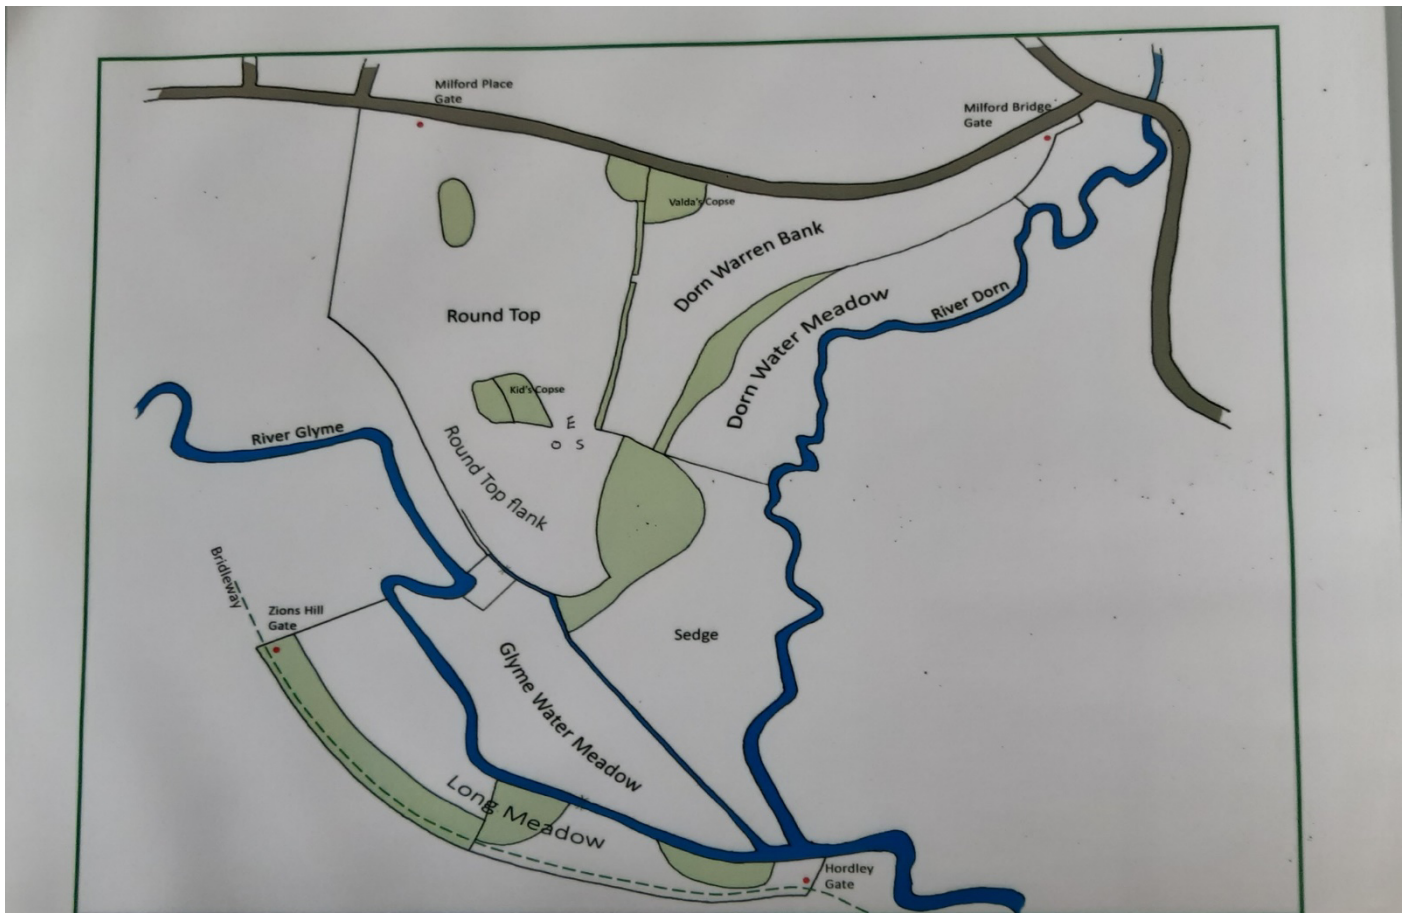 Milford Place
Gate
Milford Bridge
Gate
Valda's Copse
Dorn Warren Bank
Dorn Water Meadow
River Dorn
Round Top
Kid's Copse
E
O S
River Glyme
Round Top flank
Bridleway
Zions Hill
Gate
Sedge
Glyme Water Meadow
Long Meadow
Hordley
Gate